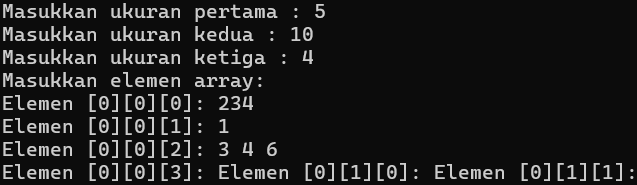 Masukkan ukuran pertama : 5
Masukkan ukuran kedua : 10
Masukkan ukuran ketiga : 4
Masukkan elemen array:
Elemen [0][0][0]: 234
Elemen [0][0][1]: 1
Elemen [0][0][2]: 3 4 6
Elemen [0][0][3]: Elemen [0][1][0]: Elemen [0][1][1]: